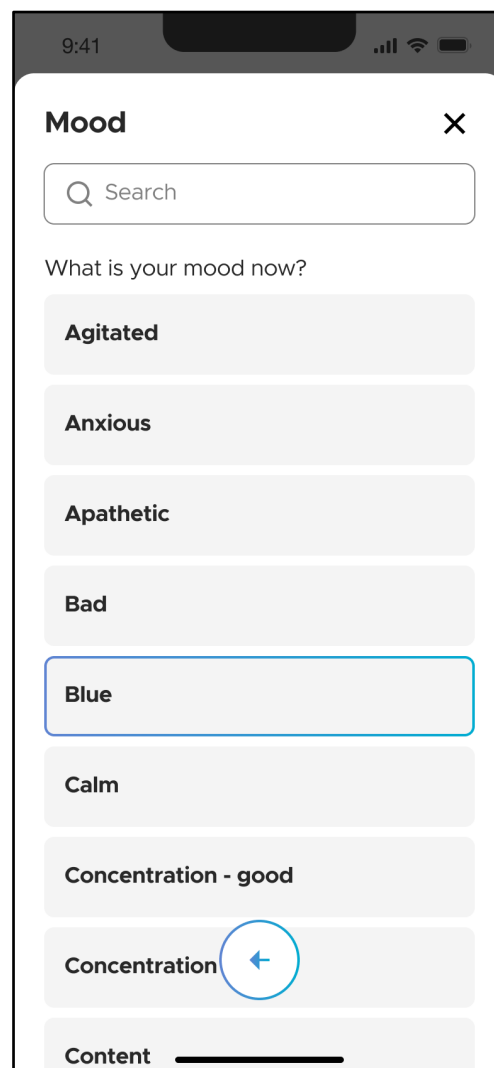 9:41
Mood
Search
What is your mood now?
Agitated
Anxious
Apathetic
Bad
Blue
Calm
Concentration - good
Concentration
Content